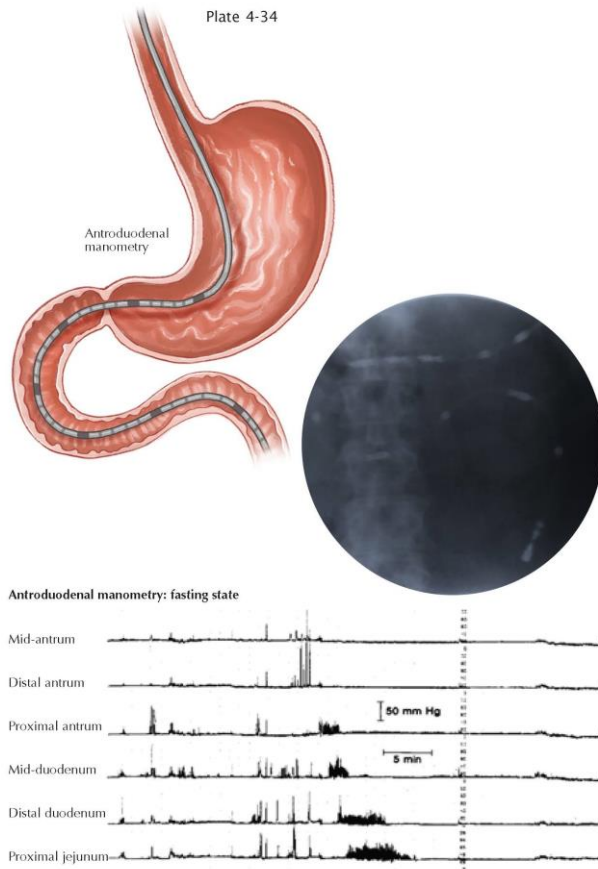 Plate 4-34
Antroduodenal
manometry
Antroduodenal manometry: fasting state
Mid-antrum
Distal antrum
Proximal antrum
50 mm Hg
Mid-duodenum
5 min
Distal duodenum
Proximal jejunum